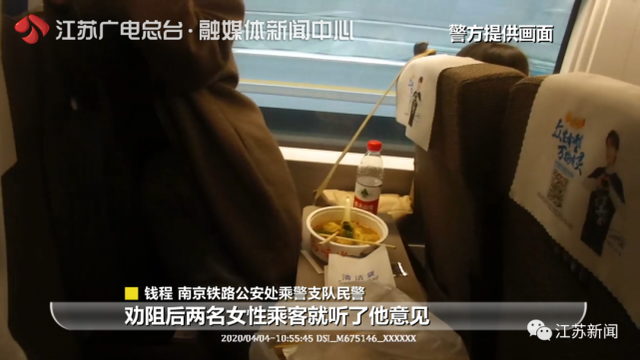 江苏广电总台·融媒体新闻中心
警方提供画面
清洁袋
钱程 南京铁路公安处乘警支队民警
劝阻后两名女性乘客就听了他意见
2020/04/04 10:55:45 DSJ_M675146_XXXXXX
江苏新闻